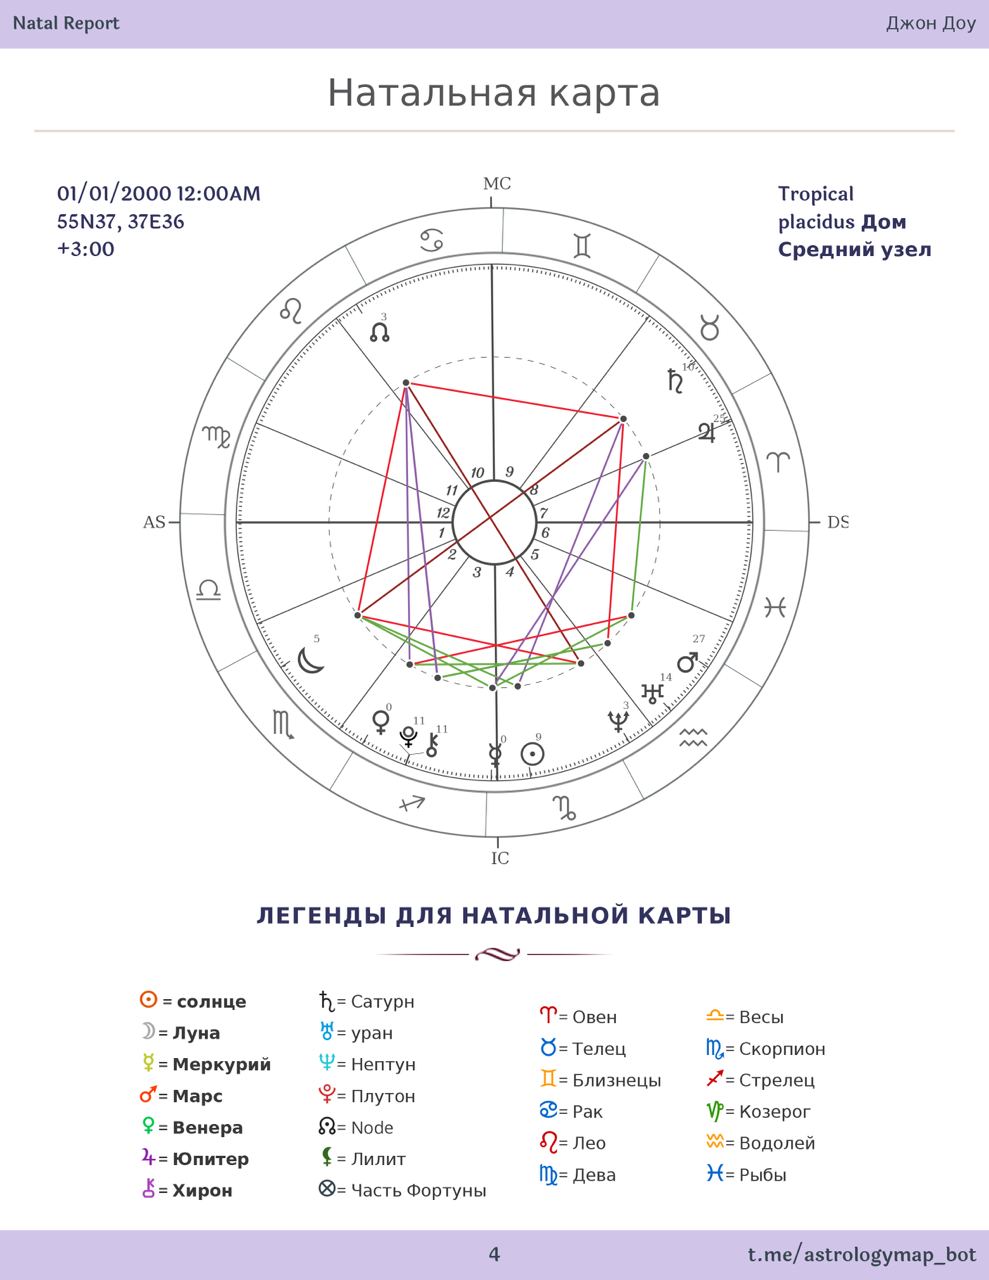 Natal Report
Джон Доу
Натальная карта
01/01/2000 12:00AM
55N37, 37E36
+3:00
Tropical
placidus Дом
Средний узел
MC
AS
DS
IC
3
10
25
5
0
11
11
0
9
3
14
27
10
9
11
8
12
7
1
6
2
5
3
4
ЛЕГЕНДЫ ДЛЯ НАТАЛЬНОЙ КАРТЫ
= солнце
= Луна
= Меркурий
= Марс
= Венера
= Юпитер
= Хирон
= Сатурн
= уран
= Нептун
= Плутон
= Node
= Лилит
= Часть Фортуны
= Овен
= Телец
= Близнецы
= Рак
= Лео
= Дева
= Весы
= Скорпион
= Стрелец
= Козерог
= Водолей
= Рыбы
4
t.me/astrologymap_bot